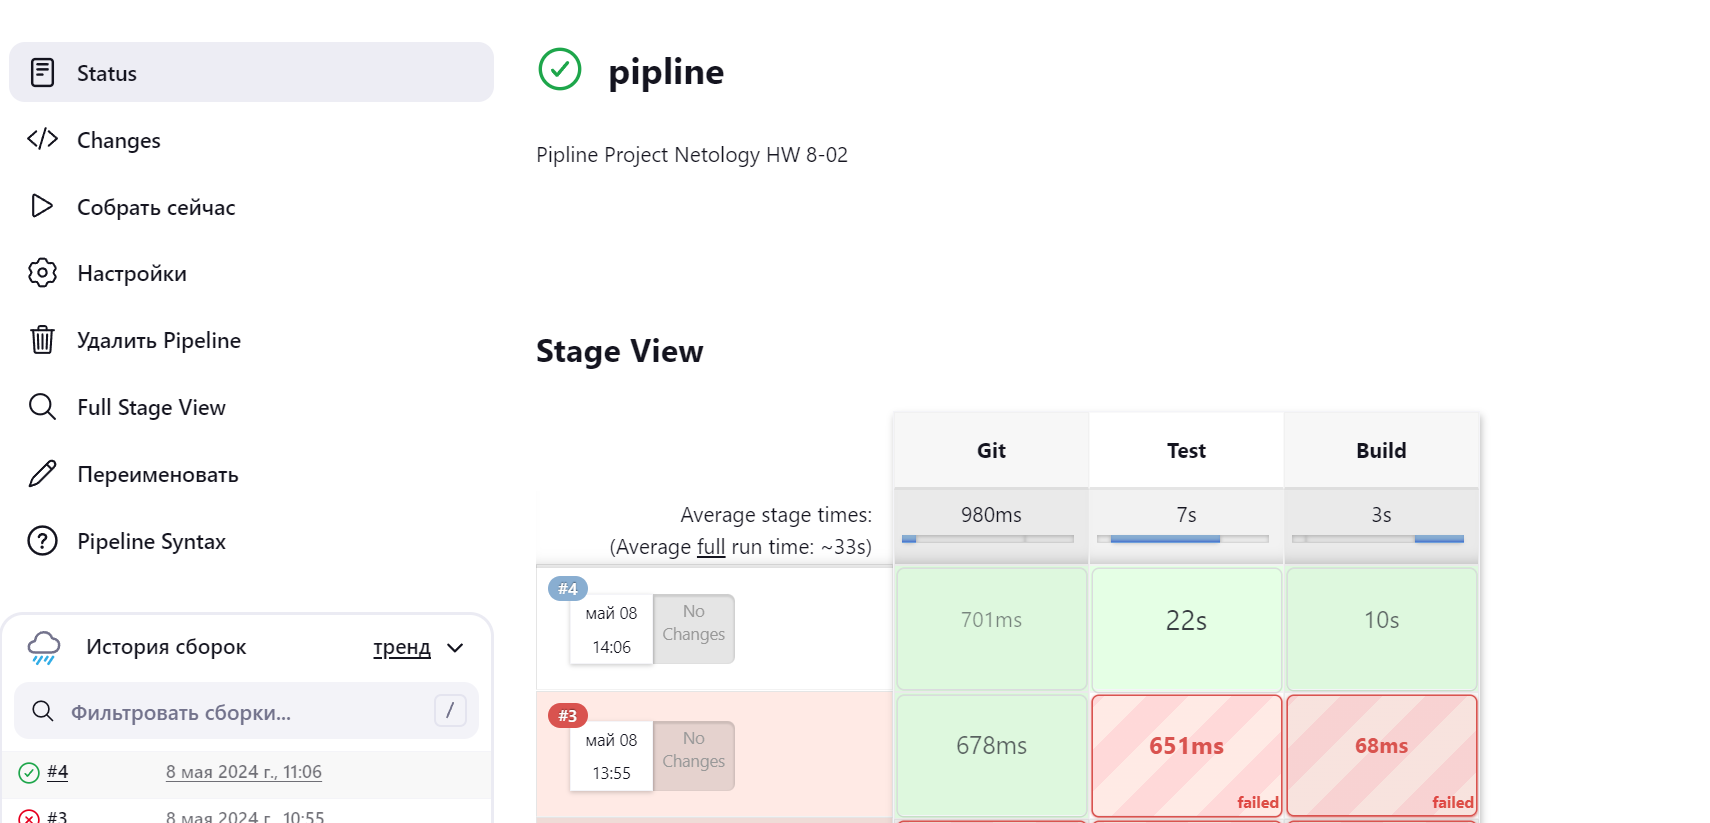 Status
Changes
Собрать сейчас
Настройки
Удалить Pipeline
Full Stage View
Переименовать
Pipeline Syntax
История сборок
тренд
Фильтровать сборки...
/
#4
8 мая 2024 г., 11:06
#3
8 мая 2024 г., 10:55
pipline
Pipline Project Netology HW 8-02
Stage View
Git Test Build
Average stage times:
(Average full run time: ~33s)
980ms 7s 3s
#4
май 08
14:06
No
Changes
701ms 22s 10s
#3
май 08
13:55
No
Changes
678ms 651ms 68ms
failed failed